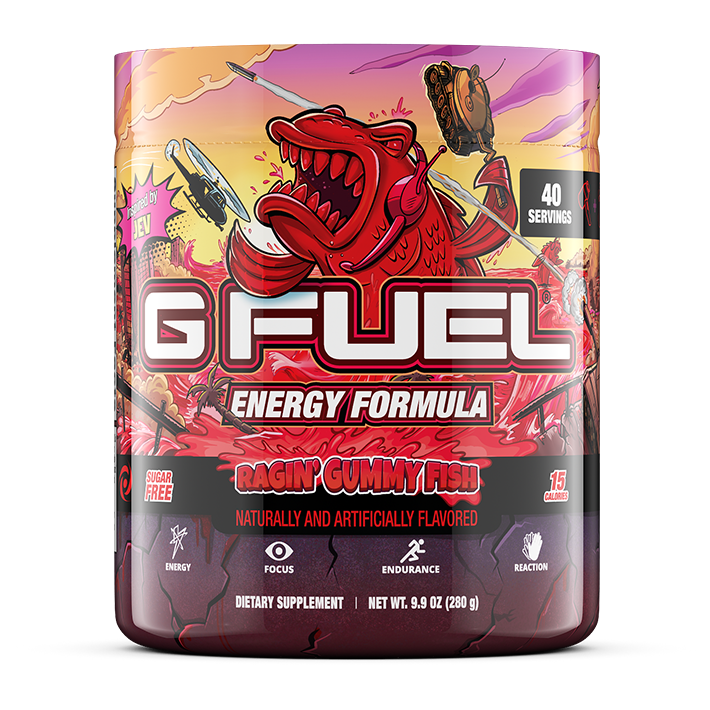 Inspired by
JEV
40
SERVINGS
G FUEL
ENERGY FORMULA
SUGAR
FREE
RAGIN' GUMMY FISH
15
CALORIES
NATURALLY AND ARTIFICIALLY FLAVORED
ENERGY
FOCUS
ENDURANCE
REACTION
DIETARY SUPPLEMENT | NET WT. 9.9 OZ (280 g)